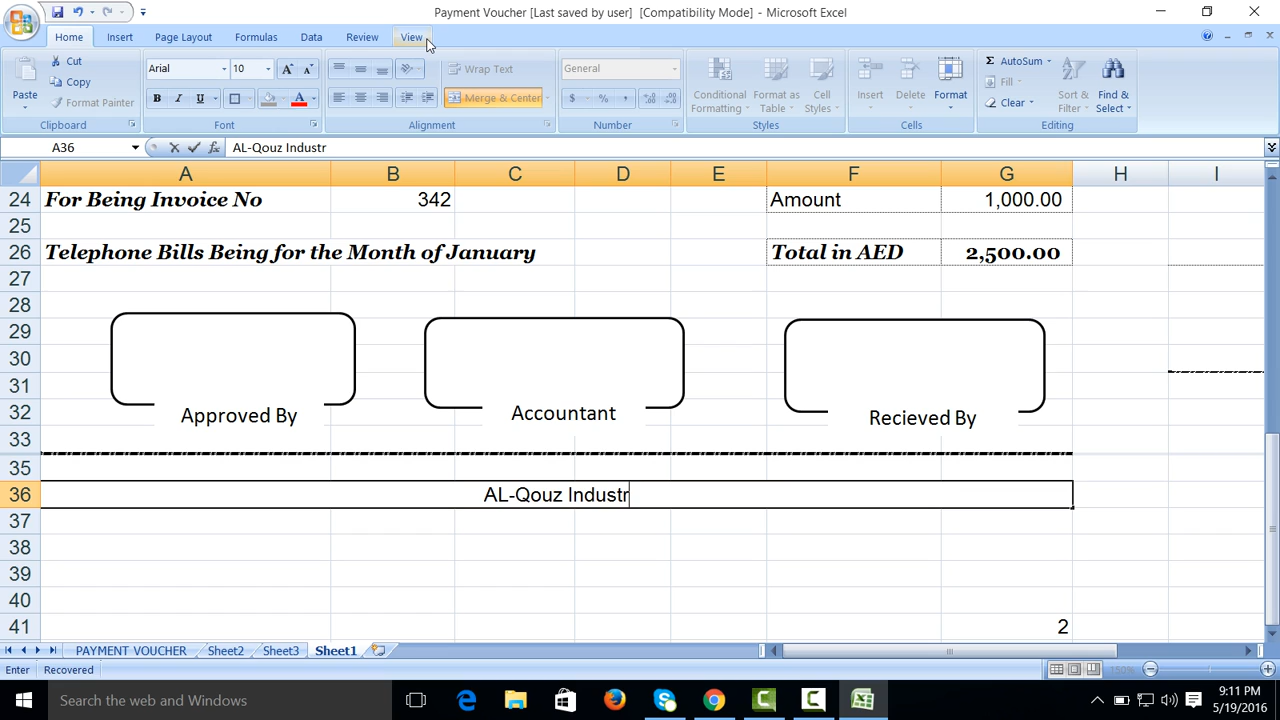 Payment Voucher [Last saved by user] [Compatibility Mode] - Microsoft Excel
Home Insert Page Layout Formulas Data Review View
Cut
Copy
Format Painter
Paste
Clipboard
Arial 10
B I U A
Font
Wrap Text
Merge & Center
Alignment
General
$ % ,
Number
Conditional Formatting
Format as Table
Cell Styles
Styles
Insert Delete Format
Cells
AutoSum
Fill
Clear
Sort & Filter
Find & Select
Editing
A36 fx AL-Qouz Industr
A B C D E F G H I
24 For Being Invoice No 342 Amount 1,000.00
25
26 Telephone Bills Being for the Month of January Total in AED 2,500.00
27
28
29
30
31
32 Approved By Accountant Recieved By
33
35
36 AL-Qouz Industr
37
38
39
40
41 2
PAYMENT VOUCHER Sheet2 Sheet3 Sheet1
Enter Recovered 150%
Search the web and Windows
9:11 PM
5/19/2016